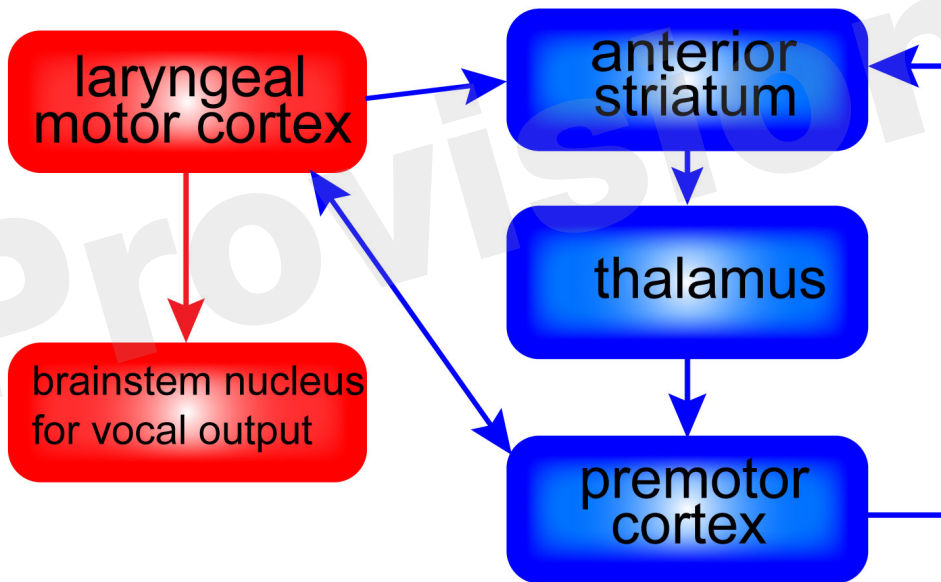 laryngeal
motor cortex
anterior
striatum
thalamus
brainstem nucleus
for vocal output
premotor
cortex
Provision